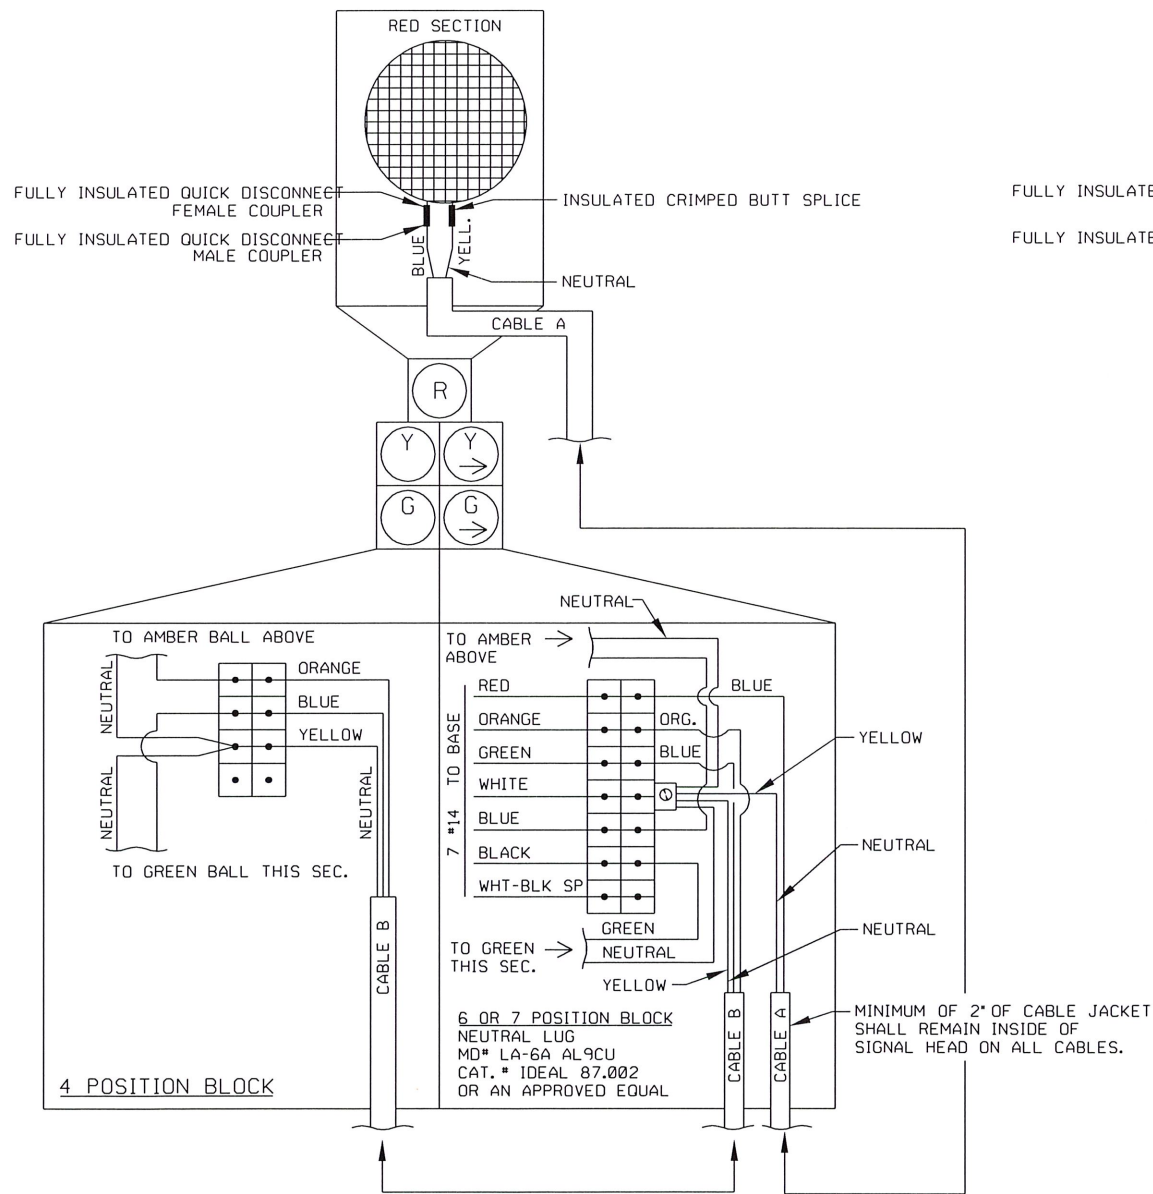 RED SECTION
FULLY INSULATED QUICK DISCONNECT
FEMALE COUPLER
FULLY INSULATED QUICK DISCONNECT
MALE COUPLER
INSULATED CRIMPED BUTT SPLICE
FULLY INSULATE
FULLY INSULATE
BLUE
YELL.
NEUTRAL
CABLE A
R
Y
Y
G
G
TO AMBER BALL ABOVE
NEUTRAL
ORANGE
BLUE
YELLOW
NEUTRAL
NEUTRAL
TO GREEN BALL THIS SEC.
CABLE B
4 POSITION BLOCK
NEUTRAL
TO AMBER
ABOVE
7 #14 TO BASE
RED
ORANGE
GREEN
WHITE
BLUE
BLACK
WHT-BLK SP
BLUE
ORG.
BLUE
YELLOW
NEUTRAL
NEUTRAL
GREEN
NEUTRAL
TO GREEN
THIS SEC.
YELLOW
6 OR 7 POSITION BLOCK
NEUTRAL LUG
MD# LA-6A AL9CU
CAT.# IDEAL 87.002
OR AN APPROVED EQUAL
CABLE B
CABLE A
MINIMUM OF 2" OF CABLE JACKET
SHALL REMAIN INSIDE OF
SIGNAL HEAD ON ALL CABLES.